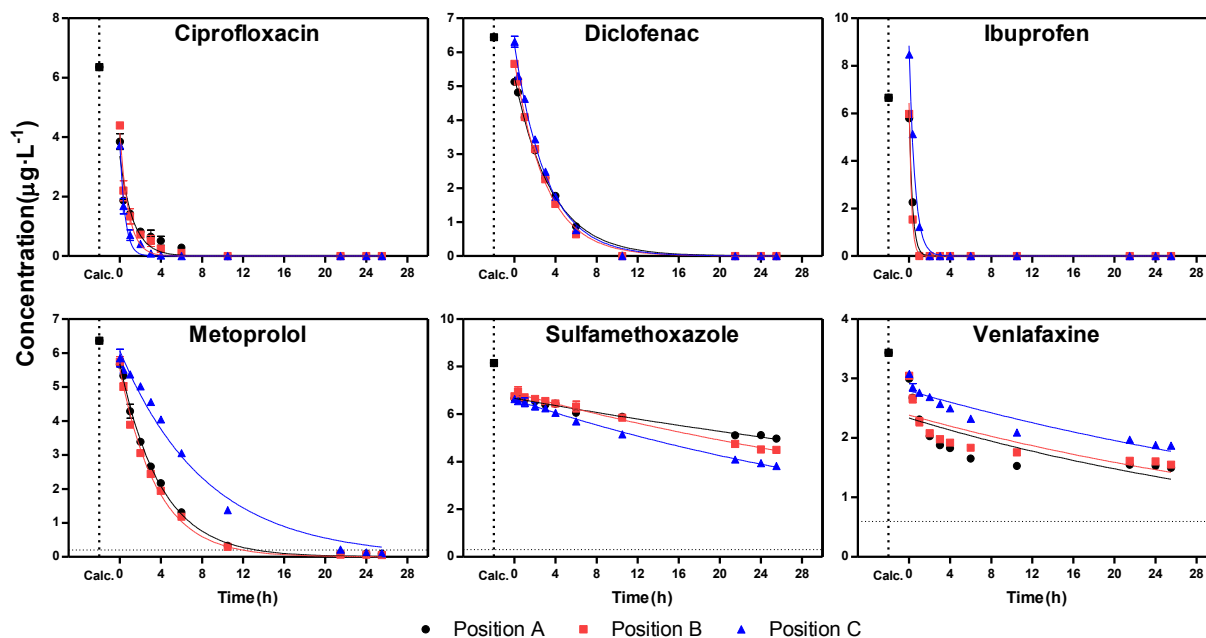 Ciprofloxacin
Diclofenac
Ibuprofen
8
6
4
2
0
7
6
5
4
3
2
1
0
10
8
6
4
2
0
Calc. 0 4 8 12 16 20 24 28
Calc. 0 4 8 12 16 20 24 28
Calc. 0 4 8 12 16 20 24 28
Concentration(µg·L⁻¹)
Metoprolol
Sulfamethoxazole
Venlafaxine
7
6
5
4
3
2
1
0
10
8
6
4
2
0
4
3
2
1
0
Calc. 0 4 8 12 16 20 24 28
Calc. 0 4 8 12 16 20 24 28
Calc. 0 4 8 12 16 20 24 28
Time(h)
Time(h)
Time(h)
Position A
Position B
Position C